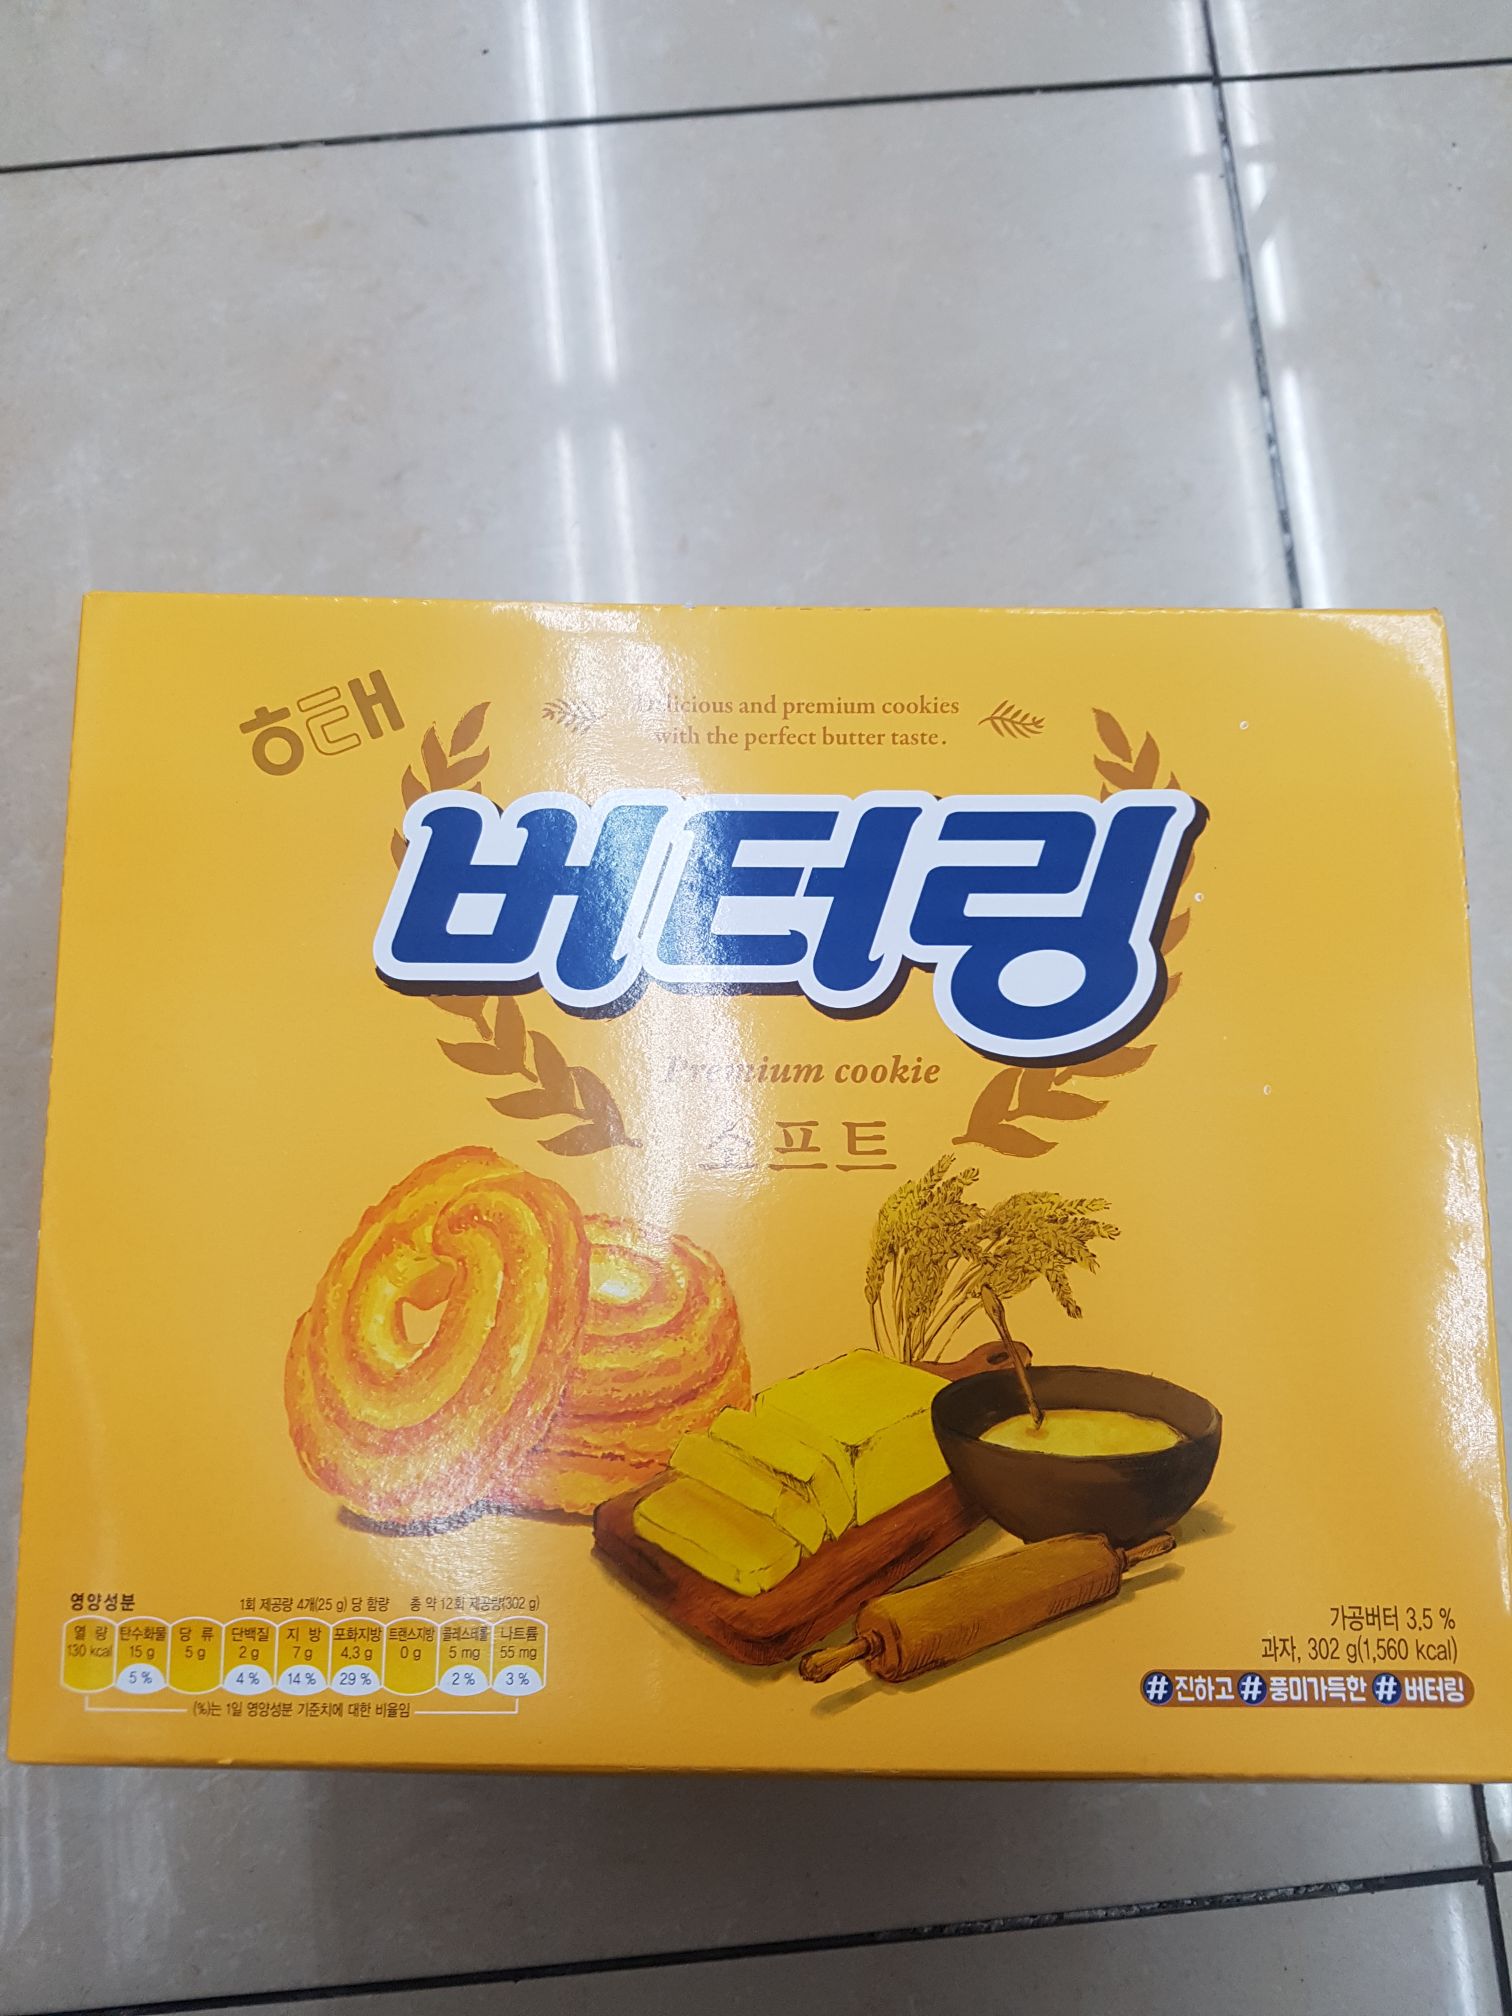 해태
Delicious and premium cookies
with the perfect butter taste.
버터링
Premium cookie
소프트
영양성분 1회 제공량 4개(25 g) 당 함량 총 약 12회 제공량(302 g)
열량 탄수화물 당류 단백질 지방 포화지방 트랜스지방 콜레스테롤 나트륨
130 kcal 15 g 5 g 2 g 7 g 4.3 g 0 g 5 mg 55 mg
5 % 4 % 14 % 29 % 2 % 3 %
(%)는 1일 영양성분 기준치에 대한 비율임
가공버터 3.5 %
과자, 302 g(1,560 kcal)
#진하고 #풍미가득한 #버터링